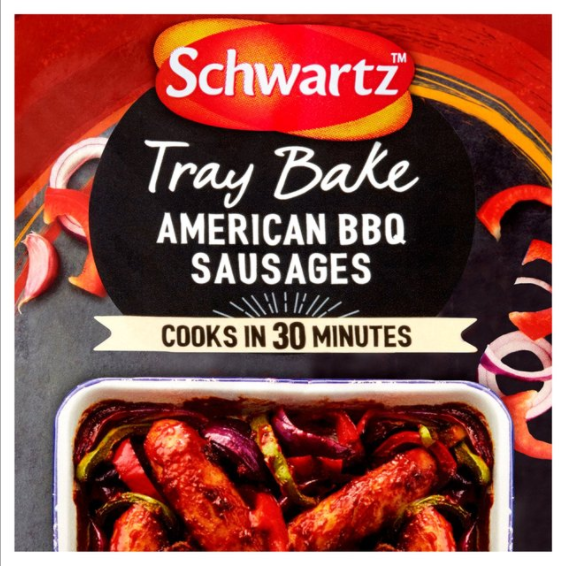 Schwartz™
Tray Bake
AMERICAN BBQ
SAUSAGES
COOKS IN 30 MINUTES